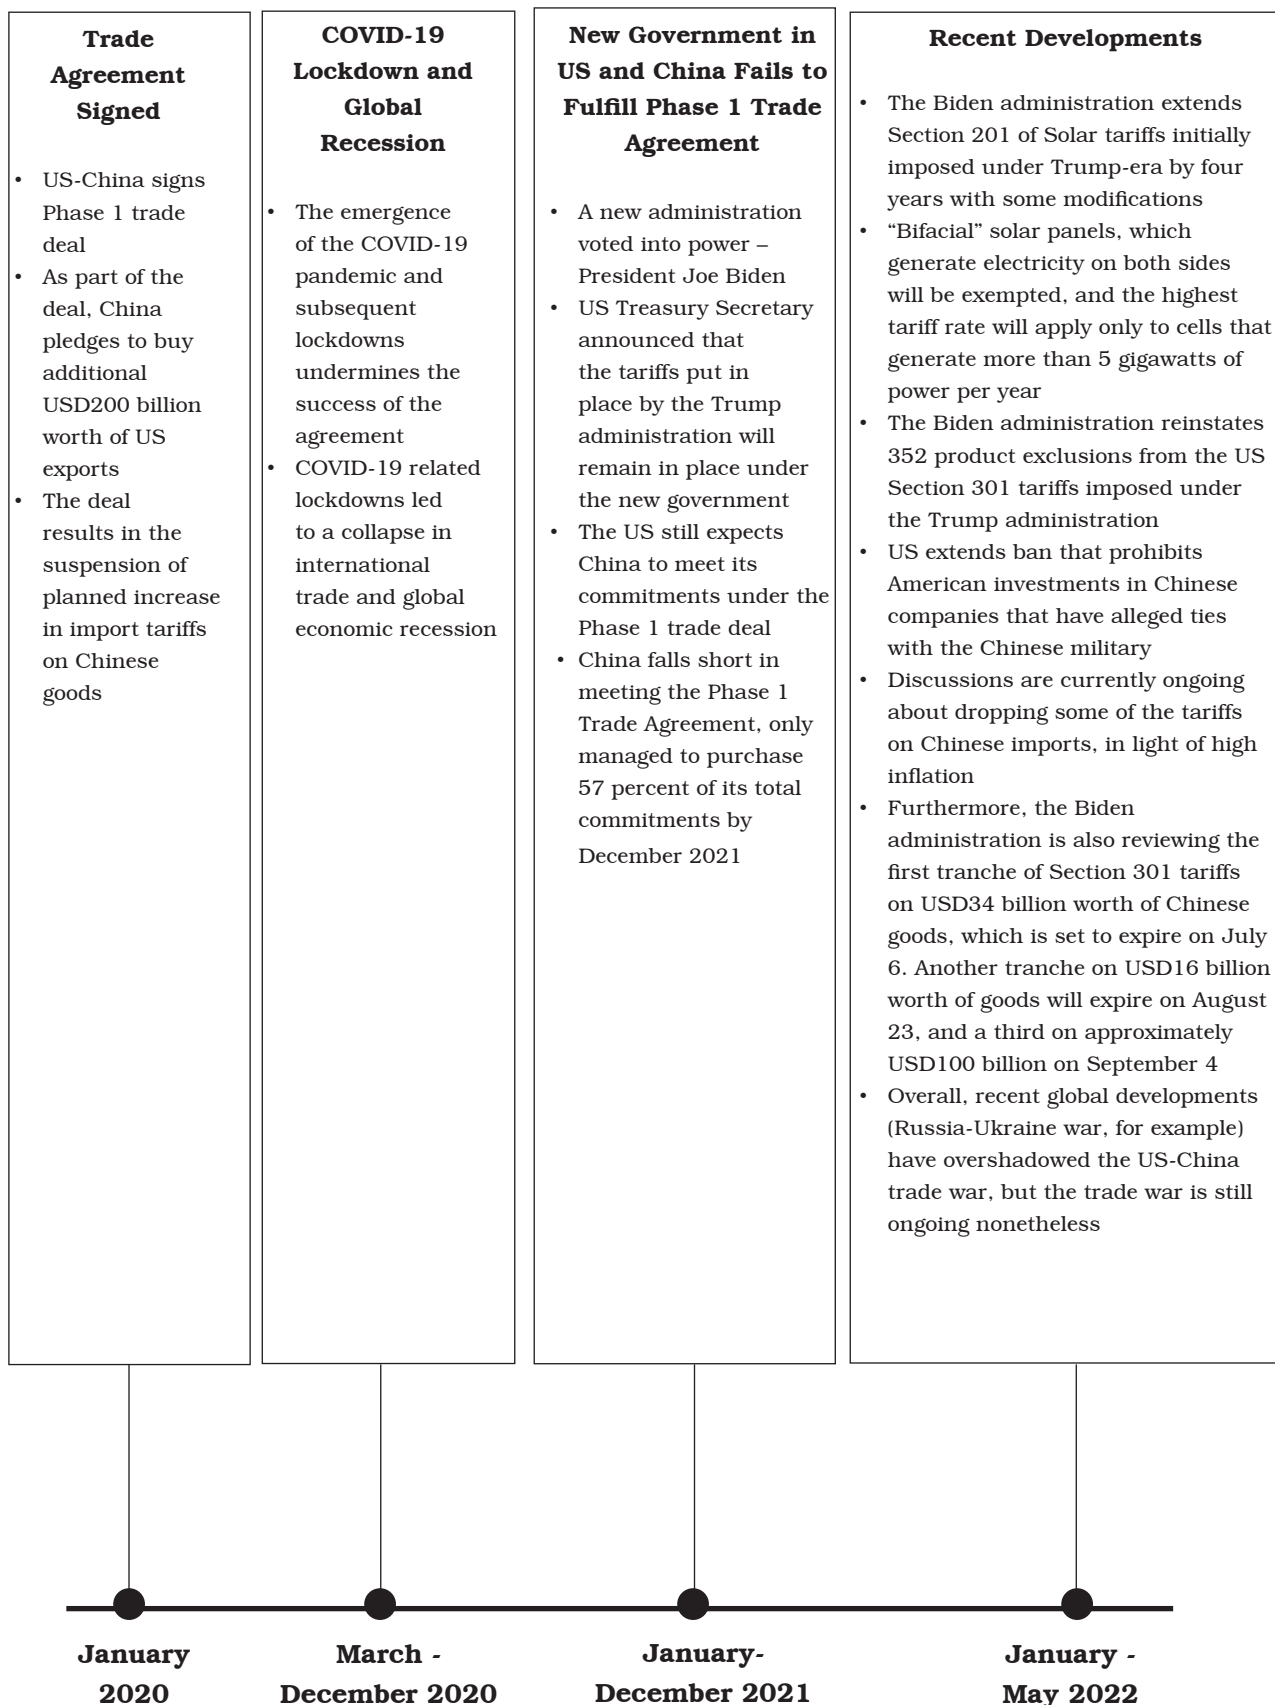 Trade
Agreement
Signed
• US-China signs
Phase 1 trade
deal
• As part of the
deal, China
pledges to buy
additional
USD200 billion
worth of US
exports
• The deal
results in the
suspension of
planned increase
in import tariffs
on Chinese
goods
COVID-19
Lockdown and
Global
Recession
• The emergence
of the COVID-19
pandemic and
subsequent
lockdowns
undermines the
success of the
agreement
• COVID-19 related
lockdowns led
to a collapse in
international
trade and global
economic recession
New Government in
US and China Fails to
Fulfill Phase 1 Trade
Agreement
• A new administration
voted into power –
President Joe Biden
• US Treasury Secretary
announced that
the tariffs put in
place by the Trump
administration will
remain in place under
the new government
• The US still expects
China to meet its
commitments under the
Phase 1 trade deal
• China falls short in
meeting the Phase 1
Trade Agreement, only
managed to purchase
57 percent of its total
commitments by
December 2021
Recent Developments
• The Biden administration extends
Section 201 of Solar tariffs initially
imposed under Trump-era by four
years with some modifications
• “Bifacial” solar panels, which
generate electricity on both sides
will be exempted, and the highest
tariff rate will apply only to cells that
generate more than 5 gigawatts of
power per year
• The Biden administration reinstates
352 product exclusions from the US
Section 301 tariffs imposed under
the Trump administration
• US extends ban that prohibits
American investments in Chinese
companies that have alleged ties
with the Chinese military
• Discussions are currently ongoing
about dropping some of the tariffs
on Chinese imports, in light of high
inflation
• Furthermore, the Biden
administration is also reviewing the
first tranche of Section 301 tariffs
on USD34 billion worth of Chinese
goods, which is set to expire on July
6. Another tranche on USD16 billion
worth of goods will expire on August
23, and a third on approximately
USD100 billion on September 4
• Overall, recent global developments
(Russia-Ukraine war, for example)
have overshadowed the US-China
trade war, but the trade war is still
ongoing nonetheless
January
2020
March -
December 2020
January-
December 2021
January -
May 2022